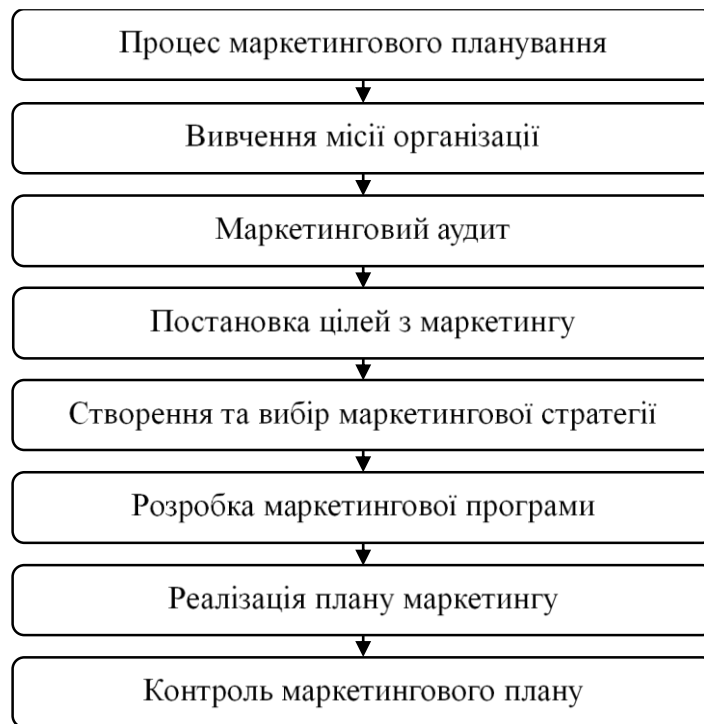 Процес маркетингового планування
Вивчення місії організації
Маркетинговий аудит
Постановка цілей з маркетингу
Створення та вибір маркетингової стратегії
Розробка маркетингової програми
Реалізація плану маркетингу
Контроль маркетингового плану